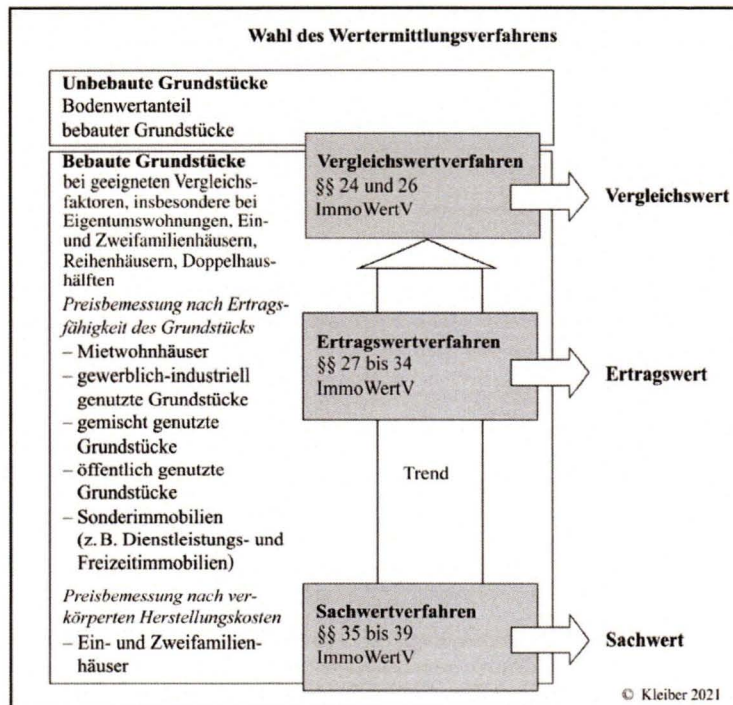 Wahl des Wertermittlungsverfahrens
Unbebaute Grundstücke
Bodenwertanteil
bebauter Grundstücke
Bebaute Grundstücke
bei geeigneten Vergleichs-
faktoren, insbesondere bei
Eigentumswohnungen, Ein-
und Zweifamilienhäusern,
Reihenhäusern, Doppelhaus-
hälften
Preisbemessung nach Ertrags-
fähigkeit des Grundstücks
– Mietwohnhäuser
– gewerblich-industriell
genutzte Grundstücke
– gemischt genutzte
Grundstücke
– öffentlich genutzte
Grundstücke
– Sonderimmobilien
(z. B. Dienstleistungs- und
Freizeitimmobilien)
Preisbemessung nach ver-
körperten Herstellungskosten
– Ein- und Zweifamilien-
häuser
Vergleichswertverfahren
§§ 24 und 26
ImmoWertV
Vergleichswert
Ertragswertverfahren
§§ 27 bis 34
ImmoWertV
Ertragswert
Trend
Sachwertverfahren
§§ 35 bis 39
ImmoWertV
Sachwert
© Kleiber 2021